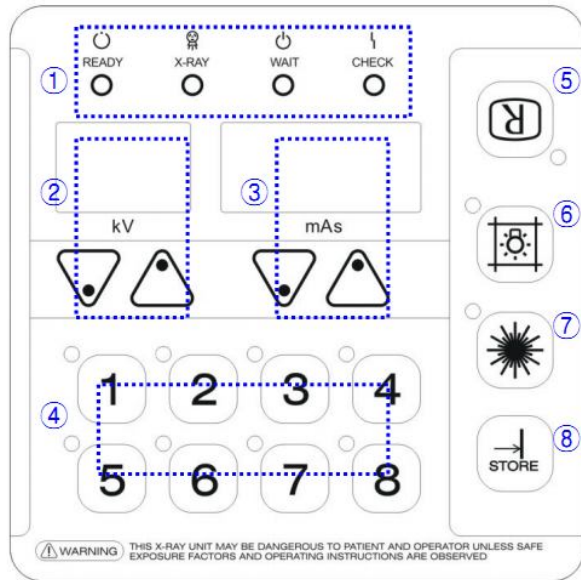 ①
READY X-RAY WAIT CHECK
② ③
kV mAs
④
1 2 3 4
5 6 7 8
⑤
R
⑥
⑦
⑧
STORE
WARNING THIS X-RAY UNIT MAY BE DANGEROUS TO PATIENT AND OPERATOR UNLESS SAFE
EXPOSURE FACTORS AND OPERATING INSTRUCTIONS ARE OBSERVED